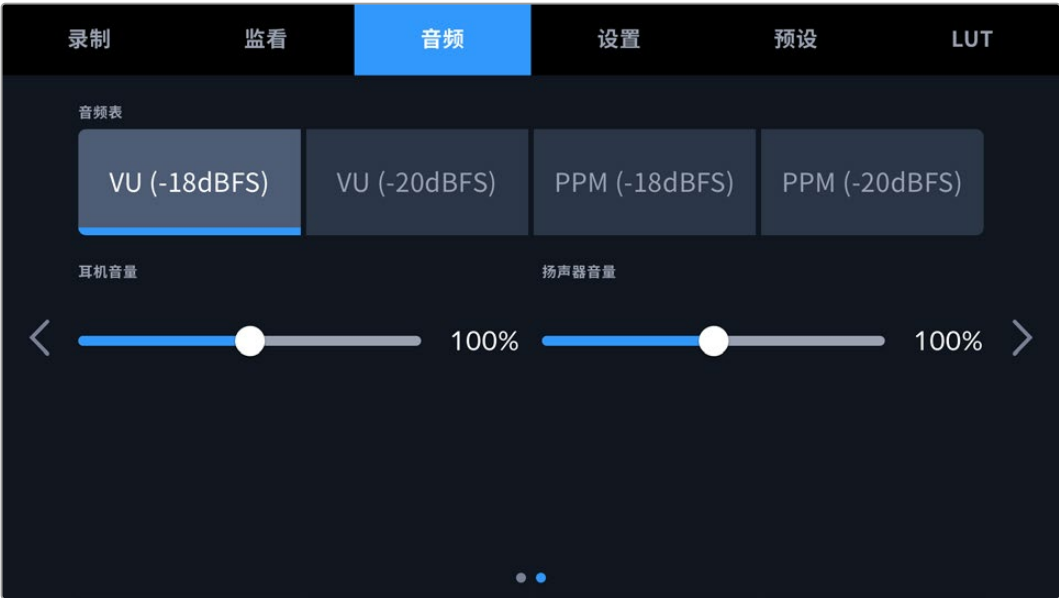 录制 监看 音频 设置 预设 LUT
音频表
VU (-18dBFS) VU (-20dBFS) PPM (-18dBFS) PPM (-20dBFS)
耳机音量 扬声器音量
100% 100%